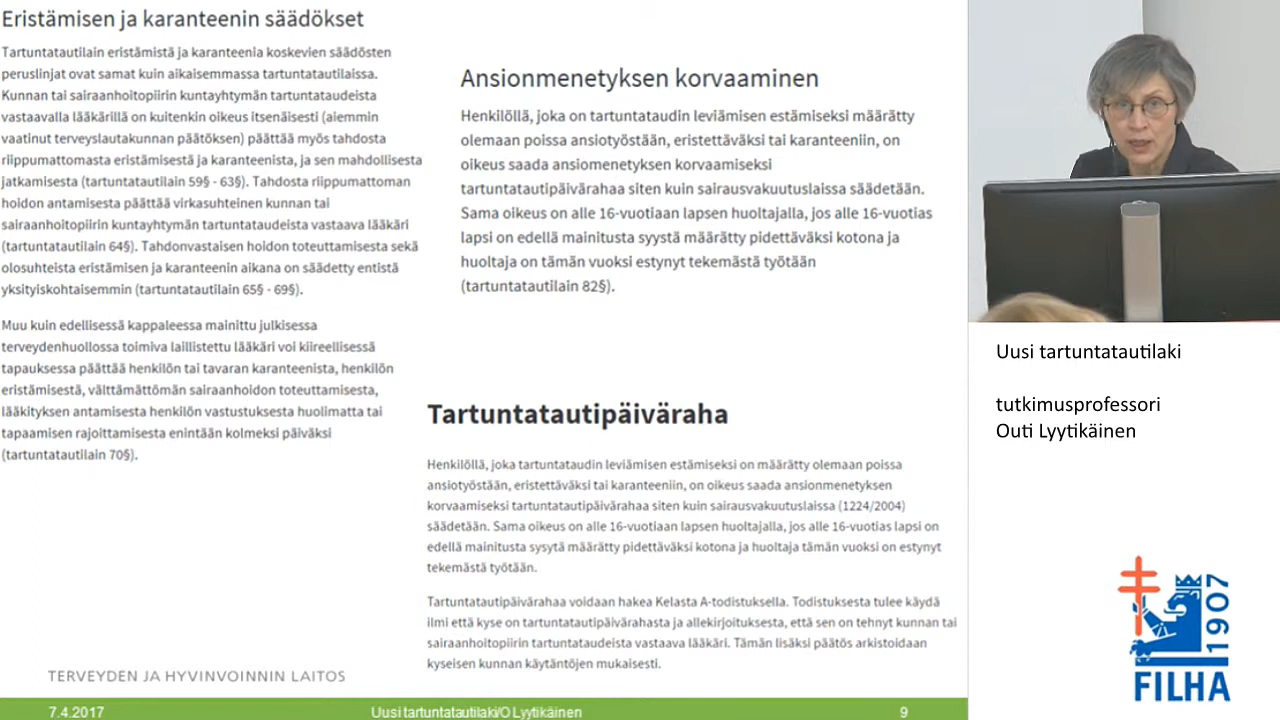 Eristämisen ja karanteenin säädökset
Tartuntatautilain eristämistä ja karanteenia koskevien säädösten
peruslinjat ovat samat kuin aikaisemmassa tartuntatautilaissa.
Kunnan tai sairaanhoitopiirin kuntayhtymän tartuntataudeista
vastaavalla lääkärillä on kuitenkin oikeus itsenäisesti (aiemmin
vaatinut terveyslautakunnan päätöksen) päättää myös tahdosta
riippumattomasta eristämisestä ja karanteenista, ja sen mahdollisesta
jatkamisesta (tartuntatautilain 59§ - 63§). Tahdosta riippumattoman
hoidon antamisesta päättää virkasuhteinen kunnan tai
sairaanhoitopiirin kuntayhtymän tartuntataudeista vastaava lääkäri
(tartuntatautilain 64§). Tahdonvastaisen hoidon toteuttamisesta sekä
olosuhteista eristämisen ja karanteenin aikana on säädetty entistä
yksityiskohtaisemmin (tartuntatautilain 65§ - 69§).
Muu kuin edellisessä kappaleessa mainittu julkisessa
terveydenhuollossa toimiva laillistettu lääkäri voi kiireellisessä
tapauksessa päättää henkilön tai tavaran karanteenista, henkilön
eristämisestä, välttämättömän sairaanhoidon toteuttamisesta,
lääkityksen antamisesta henkilön vastustuksesta huolimatta tai
tapaamisen rajoittamisesta enintään kolmeksi päiväksi
(tartuntatautilain 70§).
Ansionmenetyksen korvaaminen
Henkilöllä, joka on tartuntataudin leviämisen estämiseksi määrätty
olemaan poissa ansiotyöstään, eristettäväksi tai karanteeniin, on
oikeus saada ansiomenetyksen korvaamiseksi
tartuntatautipäivärahaa siten kuin sairausvakuutuslaissa säädetään.
Sama oikeus on alle 16-vuotiaan lapsen huoltajalla, jos alle 16-vuotias
lapsi on edellä mainitusta syystä määrätty pidettäväksi kotona ja
huoltaja on tämän vuoksi estynyt tekemästä työtään
(tartuntatautilain 82§).
Tartuntatautipäiväraha
Henkilöllä, joka tartuntataudin leviämisen estämiseksi on määrätty olemaan poissa
ansiotyöstään, eristettäväksi tai karanteeniin, on oikeus saada ansionmenetyksen
korvaamiseksi tartuntatautipäivärahaa siten kuin sairausvakuutuslaissa (1224/2004)
säädetään. Sama oikeus on alle 16-vuotiaan lapsen huoltajalla, jos alle 16-vuotias lapsi on
edellä mainitusta sysytä määrätty pidettäväksi kotona ja huoltaja tämän vuoksi on estynyt
tekemästä työtään.
Tartuntatautipäivärahaa voidaan hakea Kelasta A-todistuksella. Todistuksesta tulee käydä
ilmi että kyse on tartuntatautipäivärahasta ja allekirjoituksesta, että sen on tehnyt kunnan tai
sairaanhoitopiirin tartuntataudeista vastaava lääkäri. Tämän lisäksi päätös arkistoidaan
kyseisen kunnan käytäntöjen mukaisesti.
TERVEYDEN JA HYVINVOINNIN LAITOS
7.4.2017
Uusi tartuntatautilaki/O Lyytikäinen
9
Uusi tartuntatautilaki
tutkimusprofessori
Outi Lyytikäinen
1907
FILHA